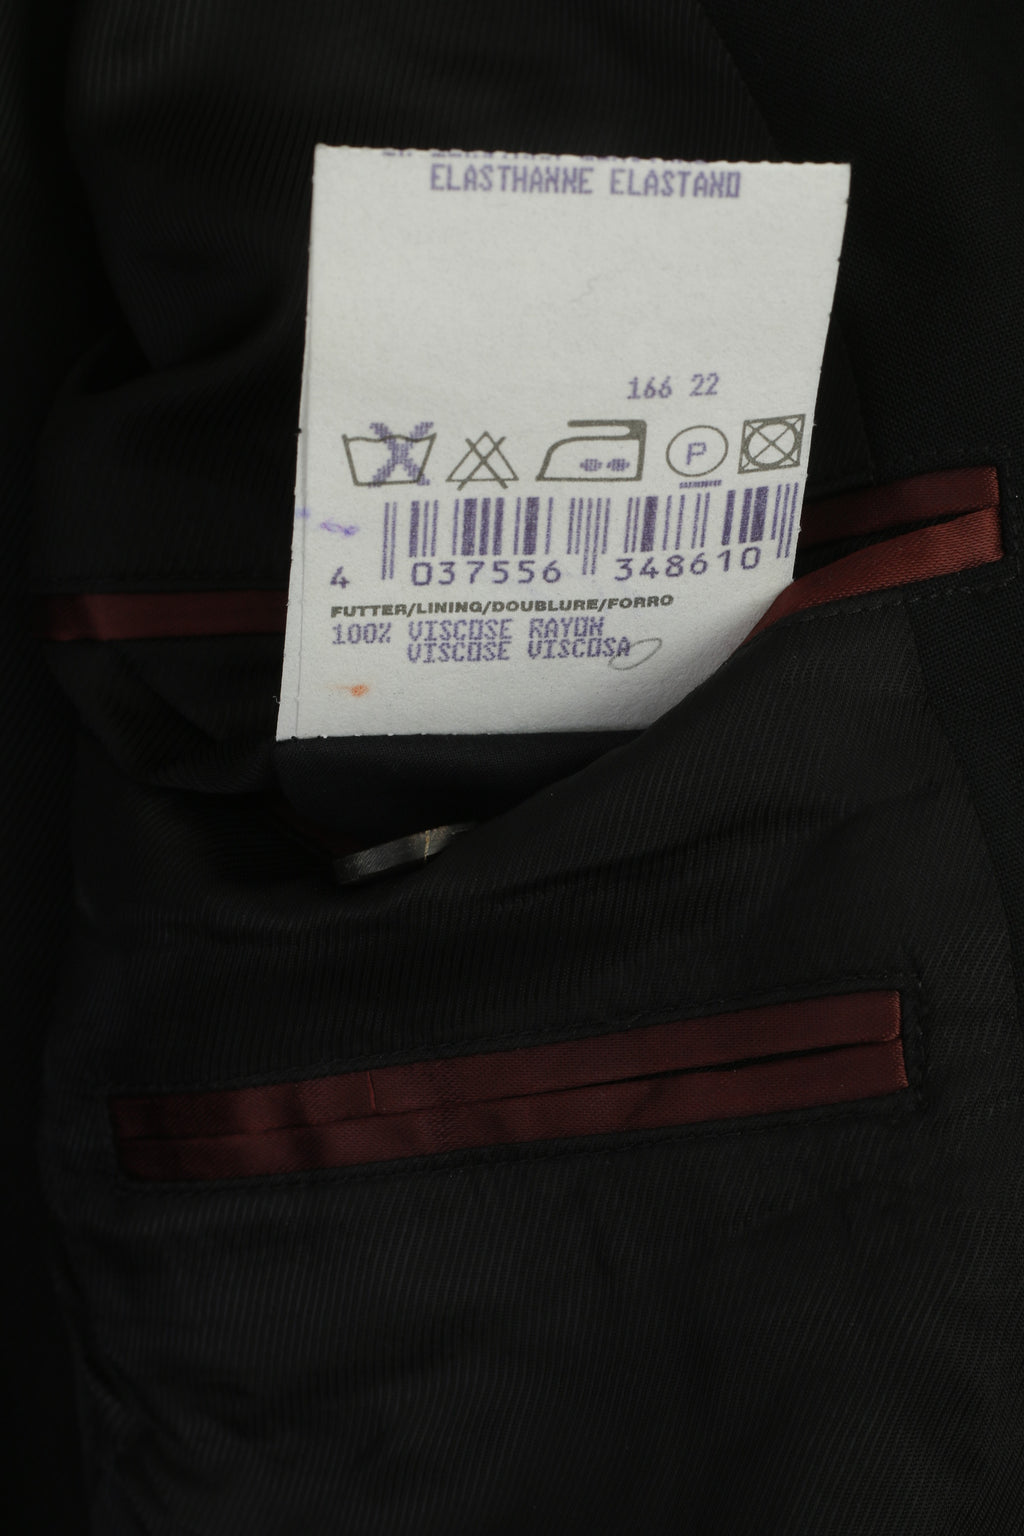 ELASTHANNE ELASTANO
166 22
P
4 037556 348610
FUTTER/LINING/DOUBLURE/FORRO
100% VISCOSE RAYON
VISCOSE VISCOSA